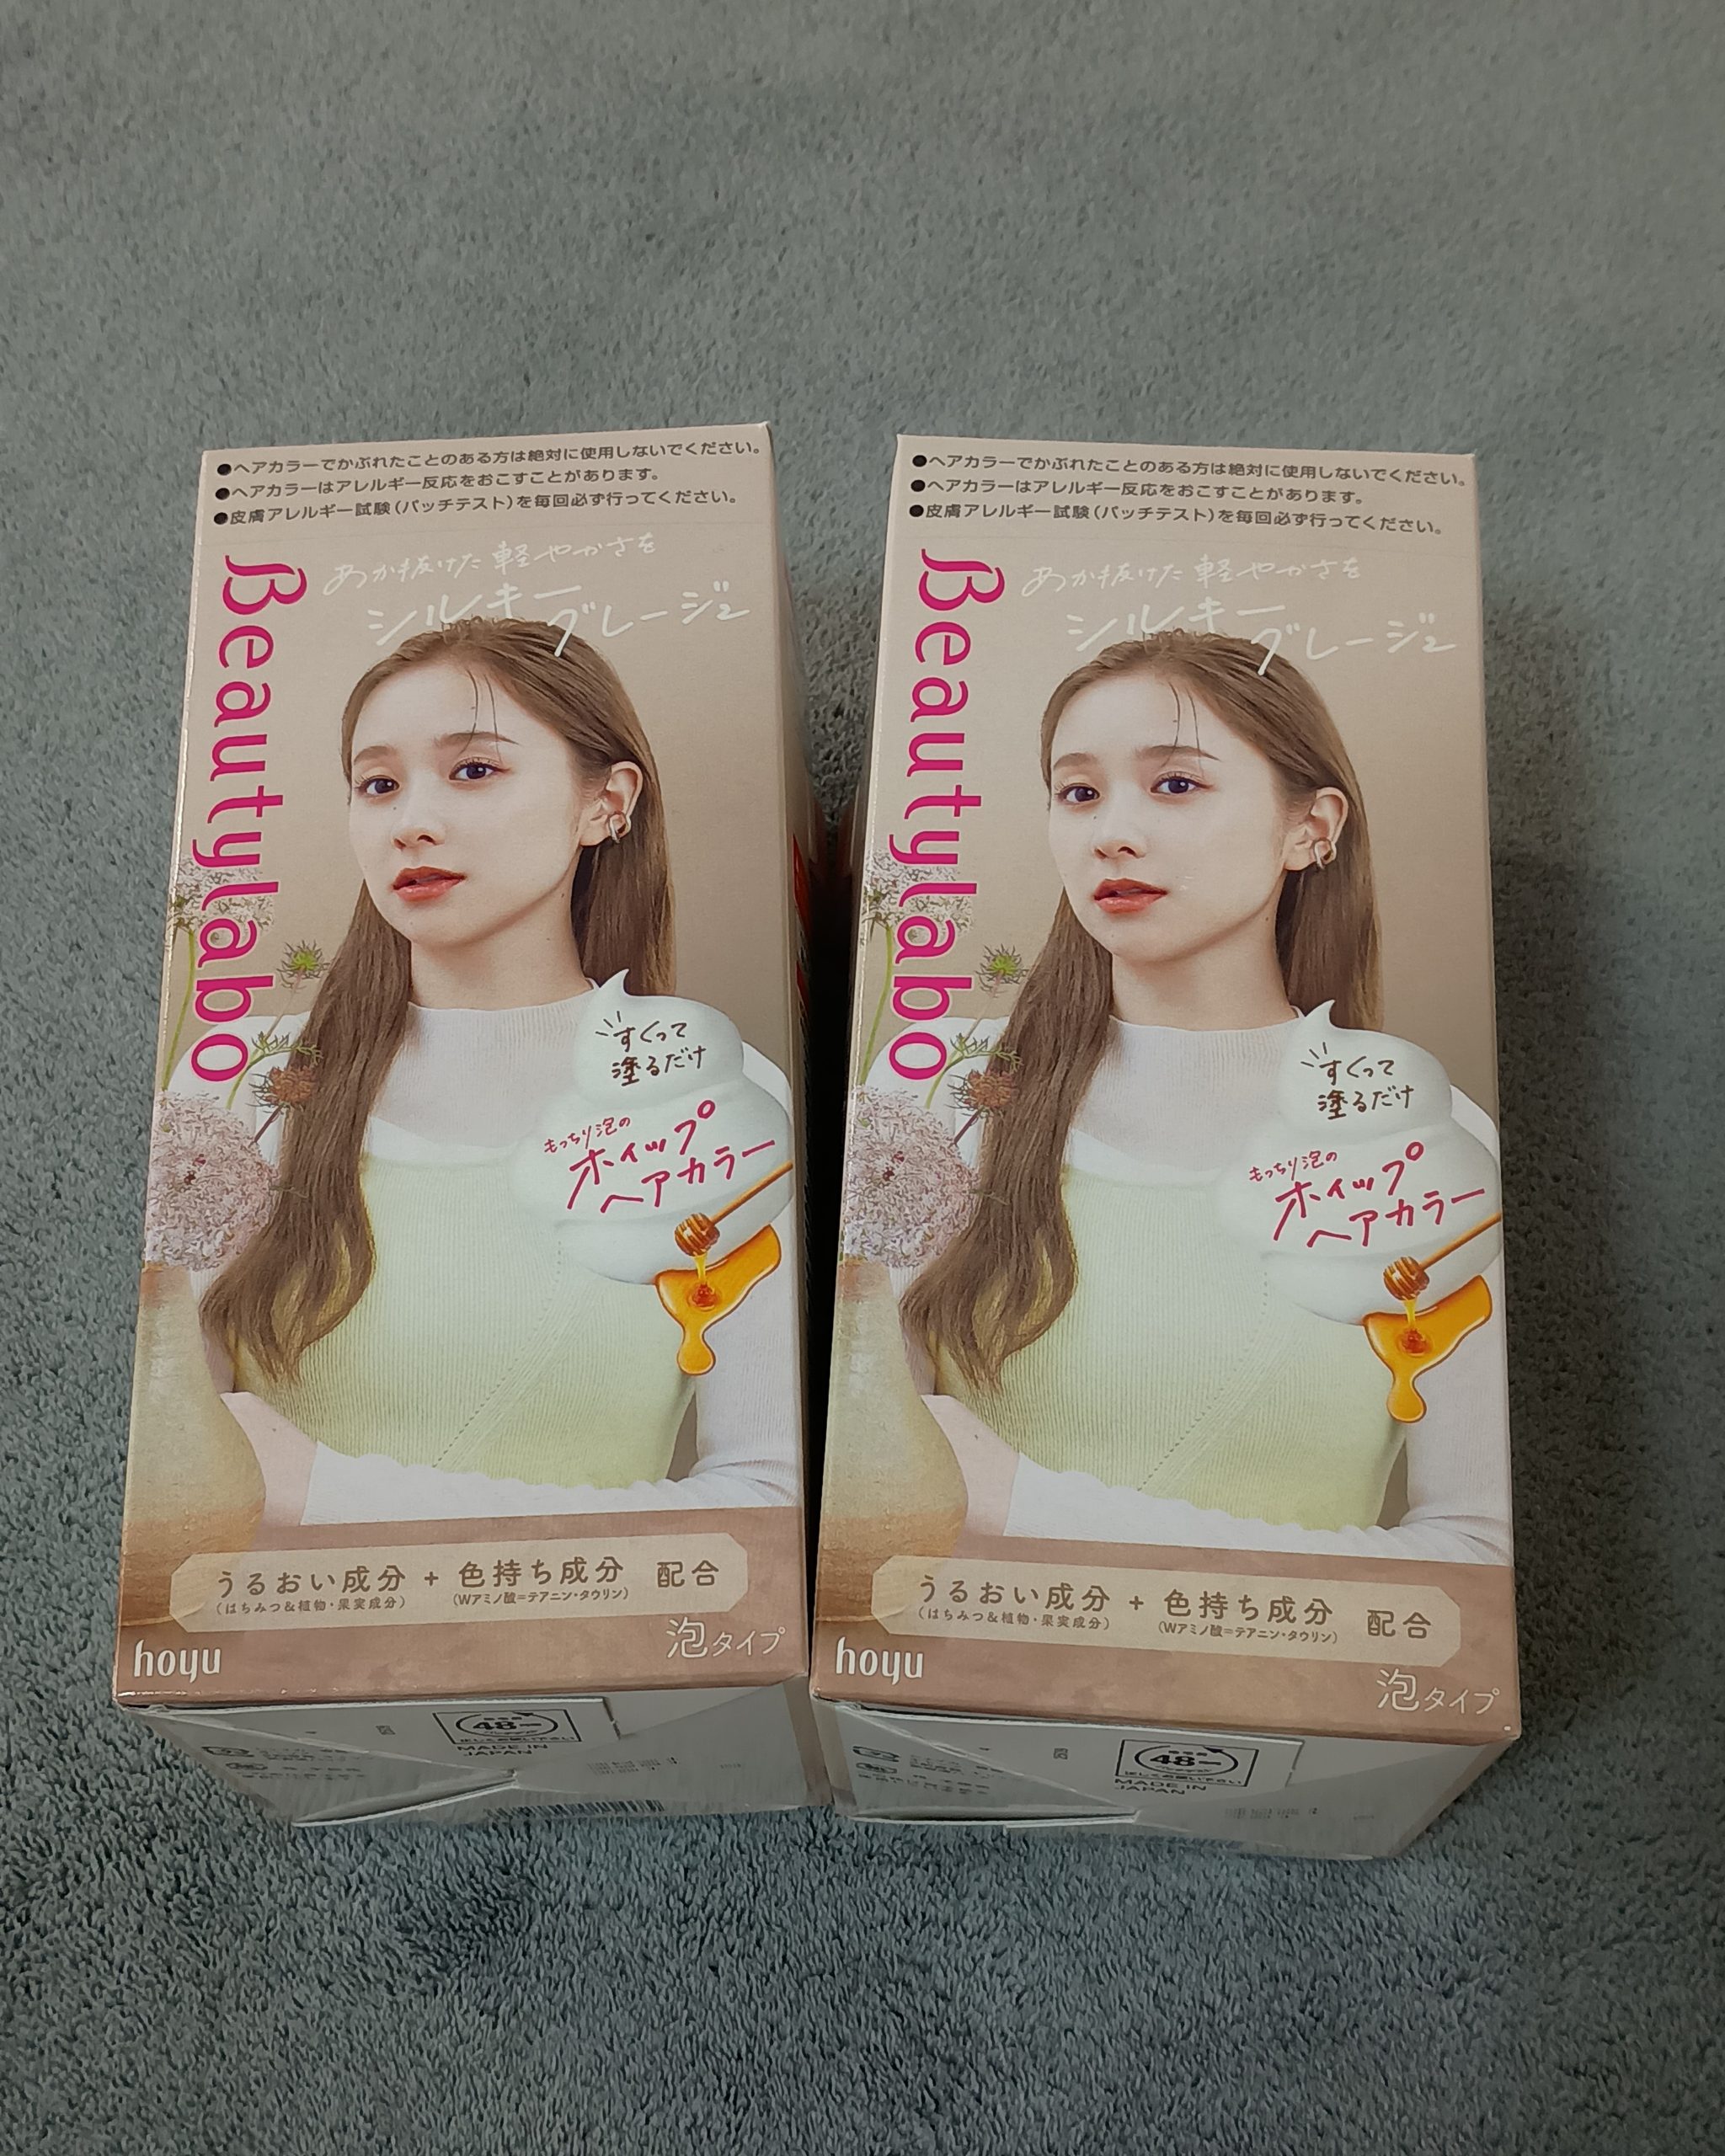 ●ヘアカラーでかぶれたことのある方は絶対に使用しないでください。
●ヘアカラーはアレルギー反応をおこすことがあります。
●皮膚アレルギー試験(パッチテスト)を毎回必ず行ってください。
あか抜けた軽やかさを
シルキー
グレージュ
Beautylabo
すくって
塗るだけ
もっちり泡の
ホイップ
ヘアカラー
うるおい成分 + 色持ち成分 配合
(はちみつ&植物・果実成分) (Wアミノ酸=テアニン・タウリン)
hoyu
泡タイプ
48
MADE IN
JAPAN
●ヘアカラーでかぶれたことのある方は絶対に使用しないでください。
●ヘアカラーはアレルギー反応をおこすことがあります。
●皮膚アレルギー試験(パッチテスト)を毎回必ず行ってください。
あか抜けた軽やかさを
シルキー
グレージュ
Beautylabo
すくって
塗るだけ
もっちり泡の
ホイップ
ヘアカラー
うるおい成分 + 色持ち成分 配合
(はちみつ&植物・果実成分) (Wアミノ酸=テアニン・タウリン)
hoyu
泡タイプ
48
MADE IN
JAPAN